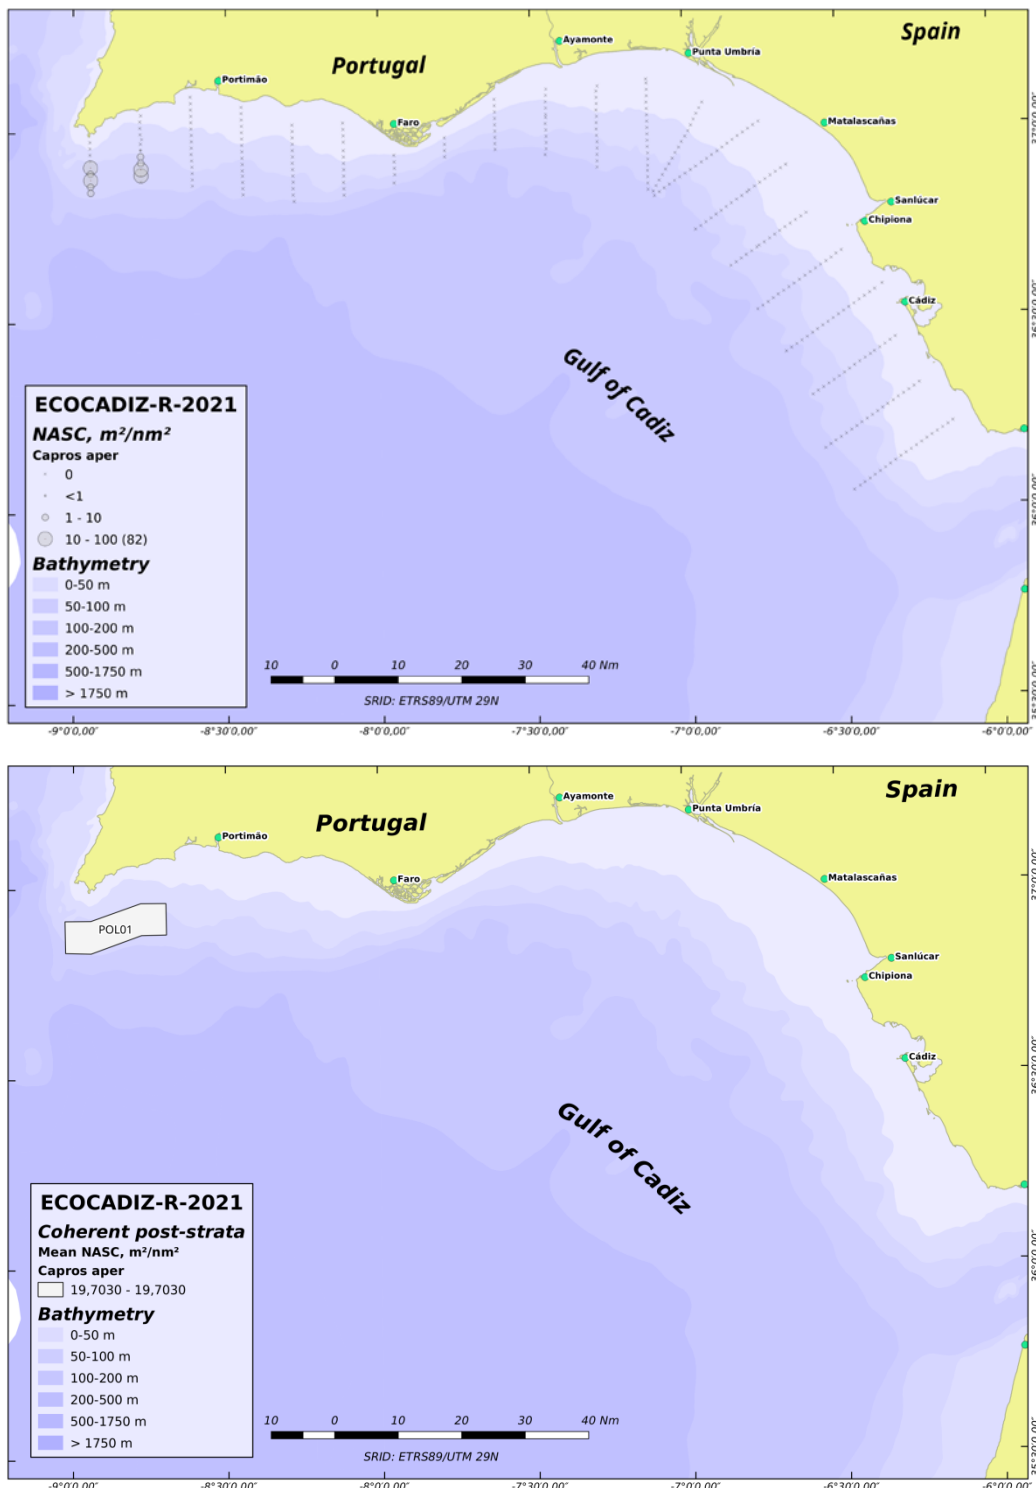 Spain
Ayamonte
Punta Umbría
Portugal
Portimão
Faro
Matalascañas
Sanlúcar
Chipiona
Cádiz
Gulf of Cadiz
ECOCADIZ-R-2021
NASC, m²/nm²
Capros aper
0
<1
1 - 10
10 - 100 (82)
Bathymetry
0-50 m
50-100 m
100-200 m
200-500 m
500-1750 m
> 1750 m
10 0 10 20 30 40 Nm
SRID: ETRS89/UTM 29N
-9°0′0,00″ -8°30′0,00″ -8°0′0,00″ -7°30′0,00″ -7°0′0,00″ -6°30′0,00″ -6°0′0,00″
Spain
Ayamonte
Punta Umbría
Portugal
Portimão
Faro
Matalascañas
POL01
Sanlúcar
Chipiona
Cádiz
Gulf of Cadiz
ECOCADIZ-R-2021
Coherent post-strata
Mean NASC, m²/nm²
Capros aper
19,7030 - 19,7030
Bathymetry
0-50 m
50-100 m
100-200 m
200-500 m
500-1750 m
> 1750 m
10 0 10 20 30 40 Nm
SRID: ETRS89/UTM 29N